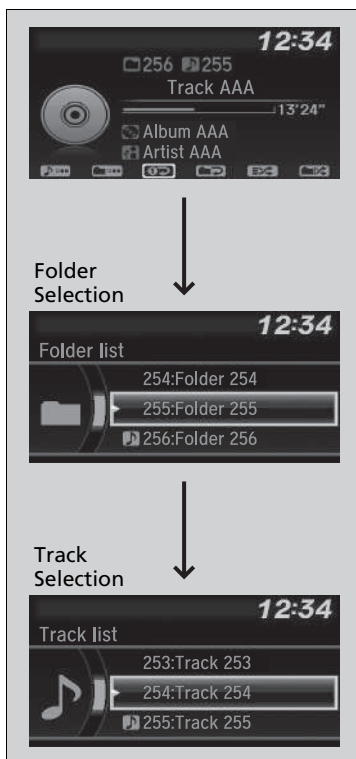 12:34
256 255
Track AAA
13'24"
Album AAA
Artist AAA
Folder
Selection
12:34
Folder list
254:Folder 254
255:Folder 255
256:Folder 256
Track
Selection
12:34
Track list
253:Track 253
254:Track 254
255:Track 255